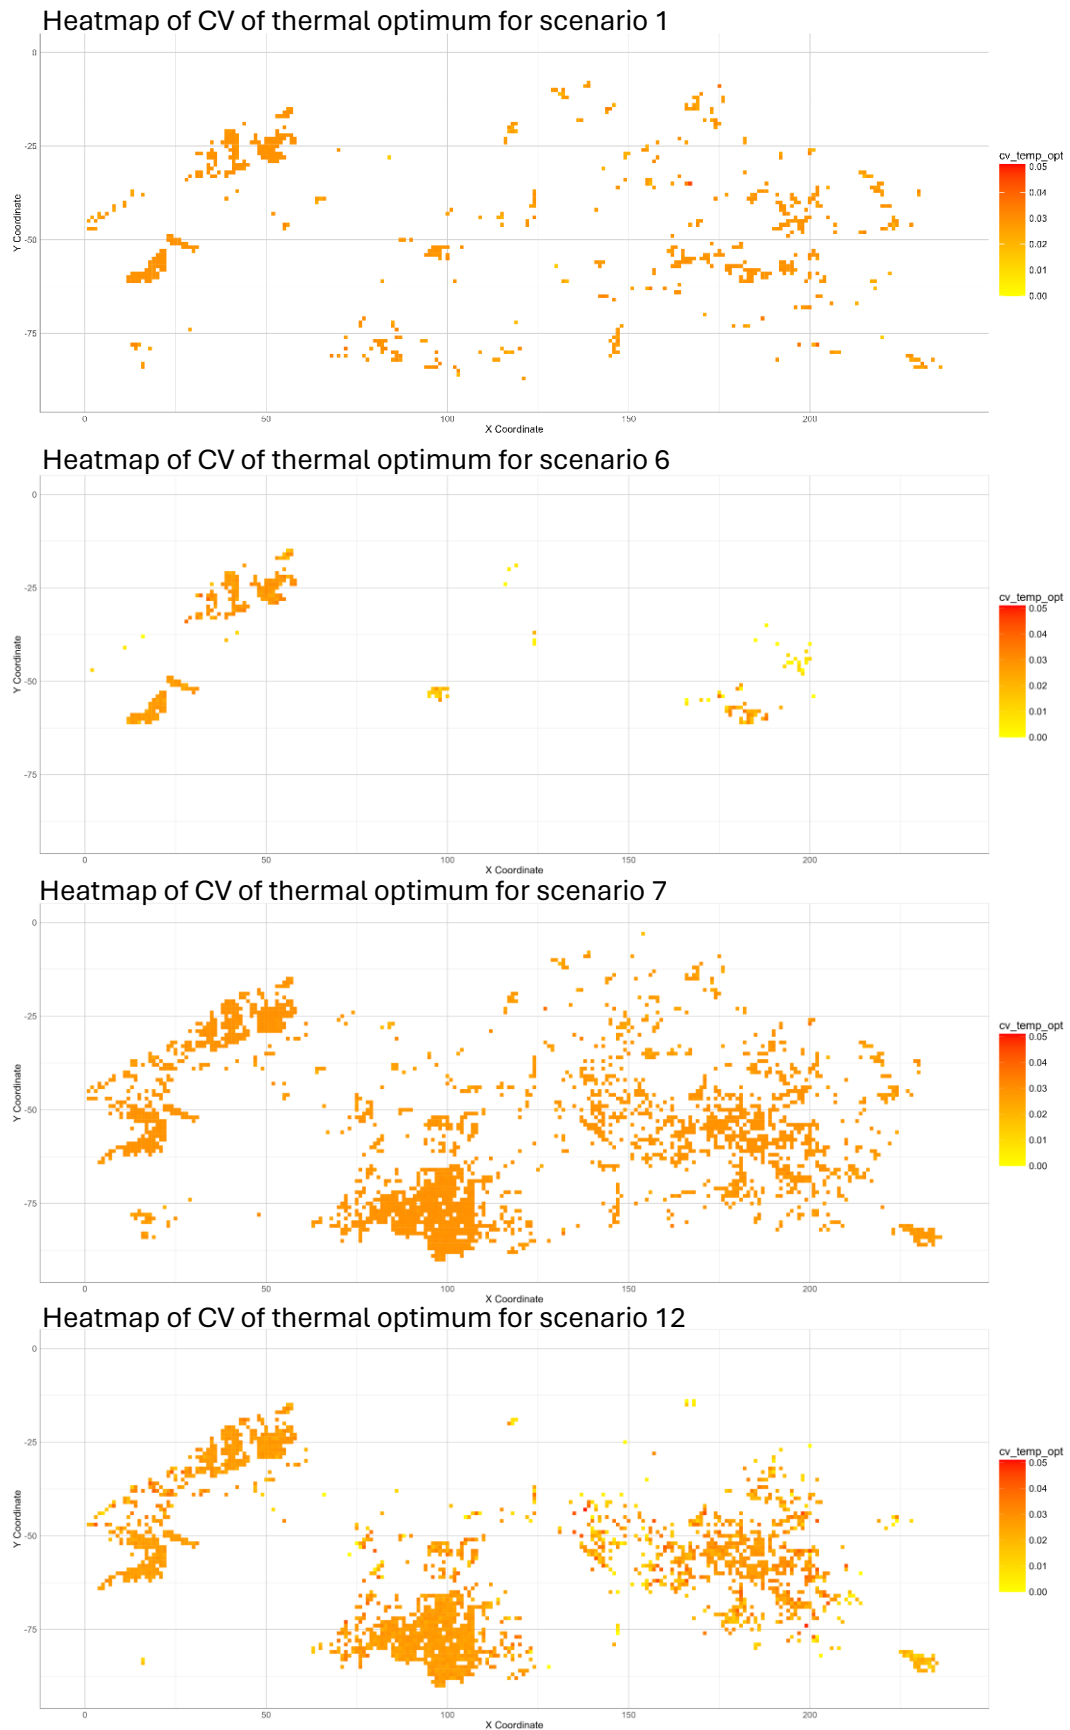 Heatmap of CV of thermal optimum for scenario 1
0
-25
-50
-75
Y Coordinate
0 50 100 150 200
X Coordinate
cv_temp_opt
0.05
0.04
0.03
0.02
0.01
0.00
Heatmap of CV of thermal optimum for scenario 6
0
-25
-50
-75
Y Coordinate
0 50 100 150 200
X Coordinate
cv_temp_opt
0.05
0.04
0.03
0.02
0.01
0.00
Heatmap of CV of thermal optimum for scenario 7
0
-25
-50
-75
Y Coordinate
0 50 100 150 200
X Coordinate
cv_temp_opt
0.05
0.04
0.03
0.02
0.01
0.00
Heatmap of CV of thermal optimum for scenario 12
0
-25
-50
-75
Y Coordinate
0 50 100 150 200
X Coordinate
cv_temp_opt
0.05
0.04
0.03
0.02
0.01
0.00